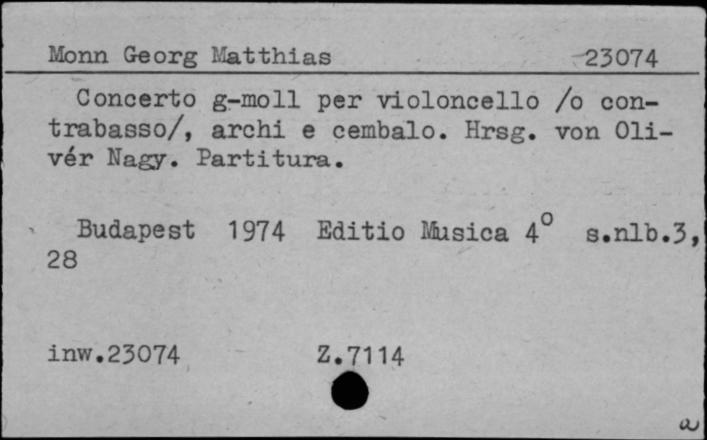 Monn Georg Matthias 23074
Concerto g-moll per violoncello /o con-
trabasso/, archi e cembalo. Hrsg. von Oli-
vér Nagy. Partitura.
Budapest 1974 Editio Musica 4° s.nlb.3,
28
inw.23074 Z.7114
a